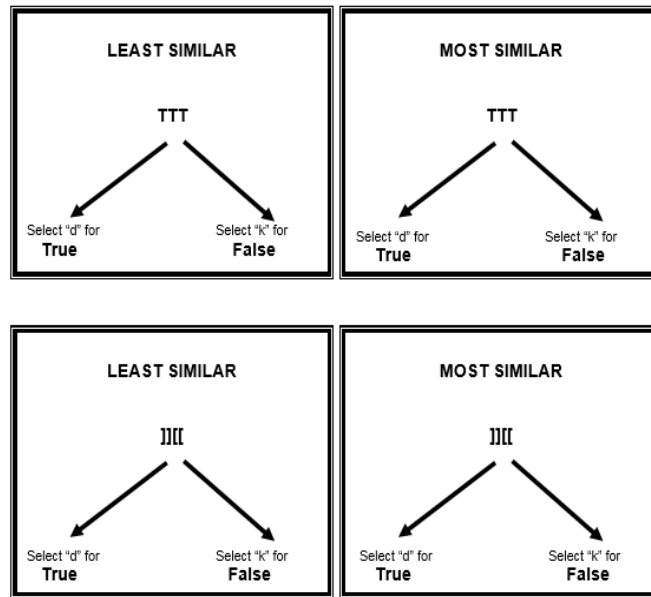 LEAST SIMILAR
TTT
Select "d" for
True
Select "k" for
False
MOST SIMILAR
TTT
Select "d" for
True
Select "k" for
False
LEAST SIMILAR
]][[
Select "d" for
True
Select "k" for
False
MOST SIMILAR
]][[
Select "d" for
True
Select "k" for
False